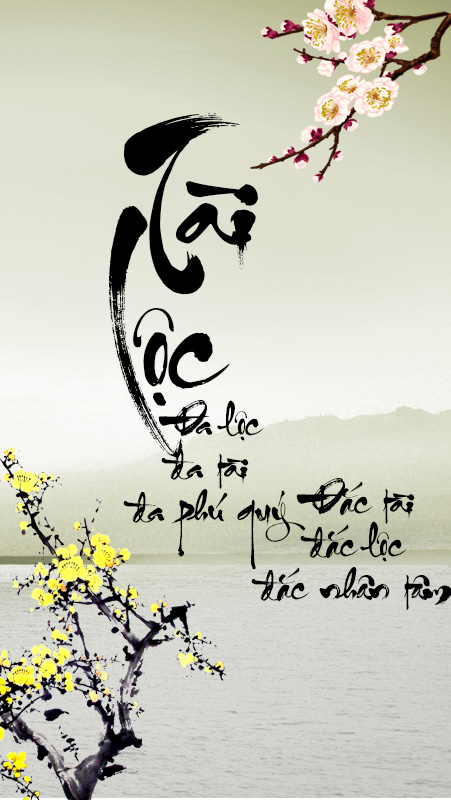 Tài
Lộc
Đa lộc
đa tài
đa phú quý
Đắc tài
đắc lộc
đắc nhân tâm